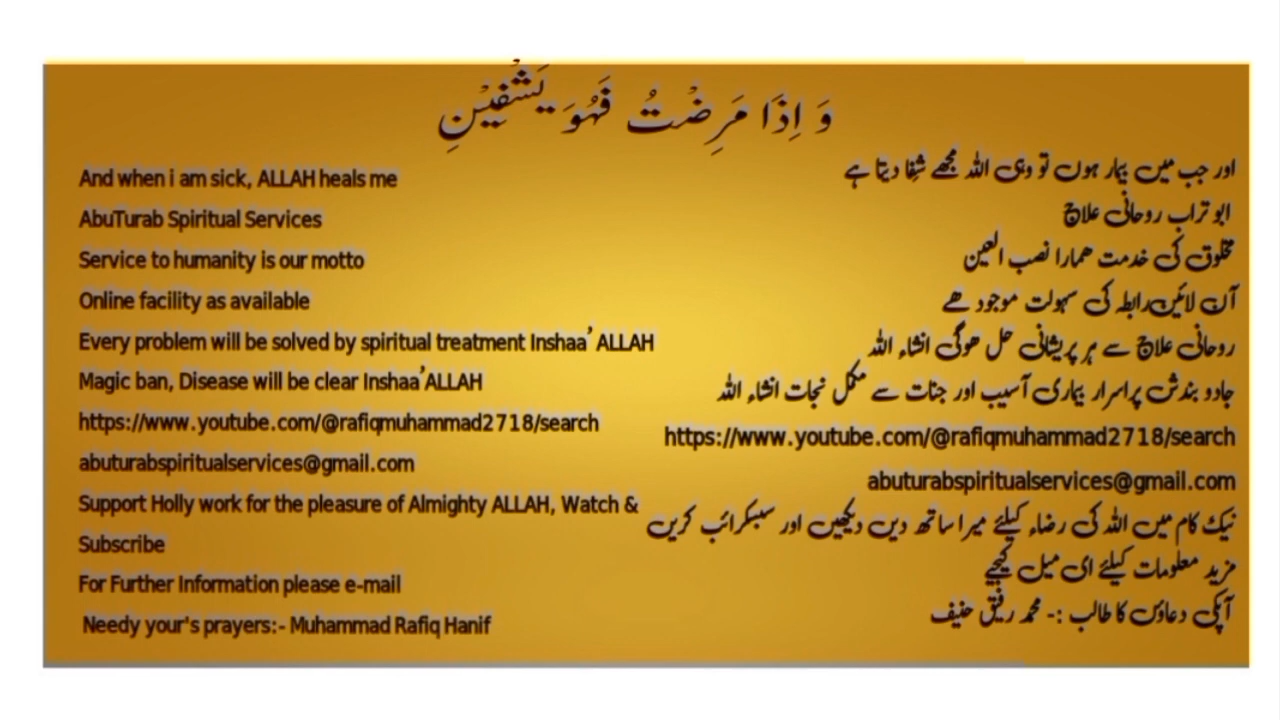 وَ اِذَا مَرِضْتُ فَهُوَ یَشْفِیْنِ
And when i am sick, ALLAH heals me
AbuTurab Spiritual Services
Service to humanity is our motto
Online facility as available
Every problem will be solved by spiritual treatment Inshaa’ ALLAH
Magic ban, Disease will be clear Inshaa’ALLAH
https://www.youtube.com/@rafiqmuhammad2718/search
abuturabspiritualservices@gmail.com
Support Holly work for the pleasure of Almighty ALLAH, Watch &
Subscribe
For Further Information please e-mail
Needy your's prayers:- Muhammad Rafiq Hanif
اور جب میں بیمار ہوں تو وہی اللہ مجھے شِفا دیتا ہے
ابو تراب روحانی علاج
مخلوق کی خدمت ھمارا نصب العین
آن لائین رابطہ کی سہولت موجود ھے
روحانی علاج سے ہر پریشانی حل ھوگی انشاء اللہ
جادو بندش پراسرار بیماری آسیب اور جنات سے مکمل نجات انشاء اللہ
https://www.youtube.com/@rafiqmuhammad2718/search
abuturabspiritualservices@gmail.com
نیک کام میں اللہ کی رضاء کیلئے میرا ساتھ دیں دیکھیں اور سبسکرائب کریں
مزید معلومات کیلئے ای میل کیجیے
آپکی دعاؤں کا طالب :- محمد رفیق حنیف